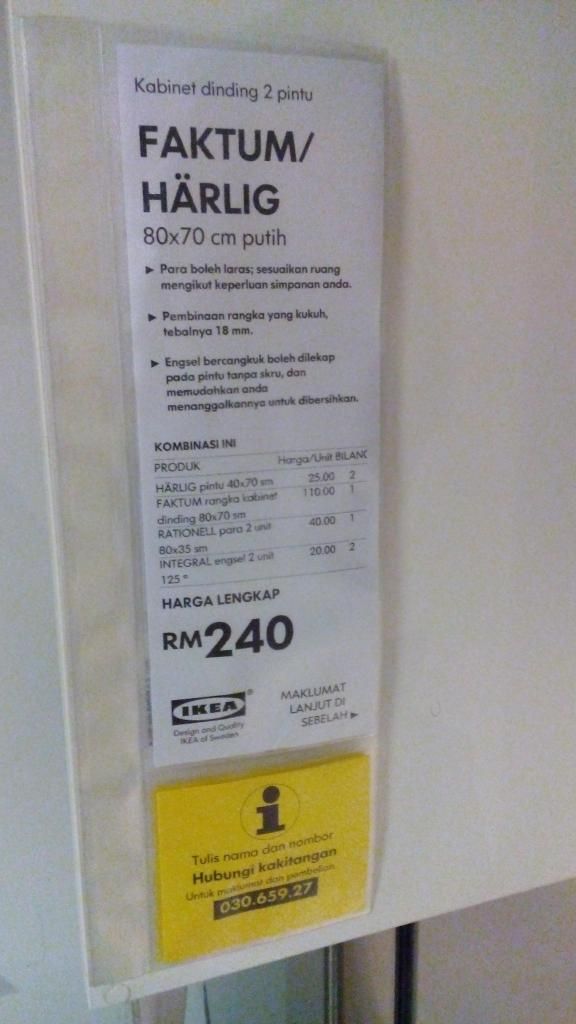 Kabinet dinding 2 pintu
FAKTUM/
HÄRLIG
80x70 cm putih
► Para boleh laras; sesuaikan ruang
mengikut keperluan simpanan anda.
► Pembinaan rangka yang kukuh,
tebalnya 18 mm.
► Engsel bercangkuk boleh dilekap
pada pintu tanpa skru, dan
memudahkan anda
menanggalkannya untuk dibersihkan.
KOMBINASI INI
PRODUK Harga/Unit BILANG
HÄRLIG pintu 40x70 sm 25.00 2
FAKTUM rangka kabinet 110.00 1
dinding 80x70 sm
RATIONELL para 2 unit 40.00 1
80x35 sm
INTEGRAL engsel 2 unit 20.00 2
125 °
HARGA LENGKAP
RM240
IKEA®
Design and Quality
IKEA of Sweden
MAKLUMAT
LANJUT DI
SEBELAH ►
i
Tulis nama dan nombor
Hubungi kakitangan
Untuk maklumat dan pembelian
030.659.27